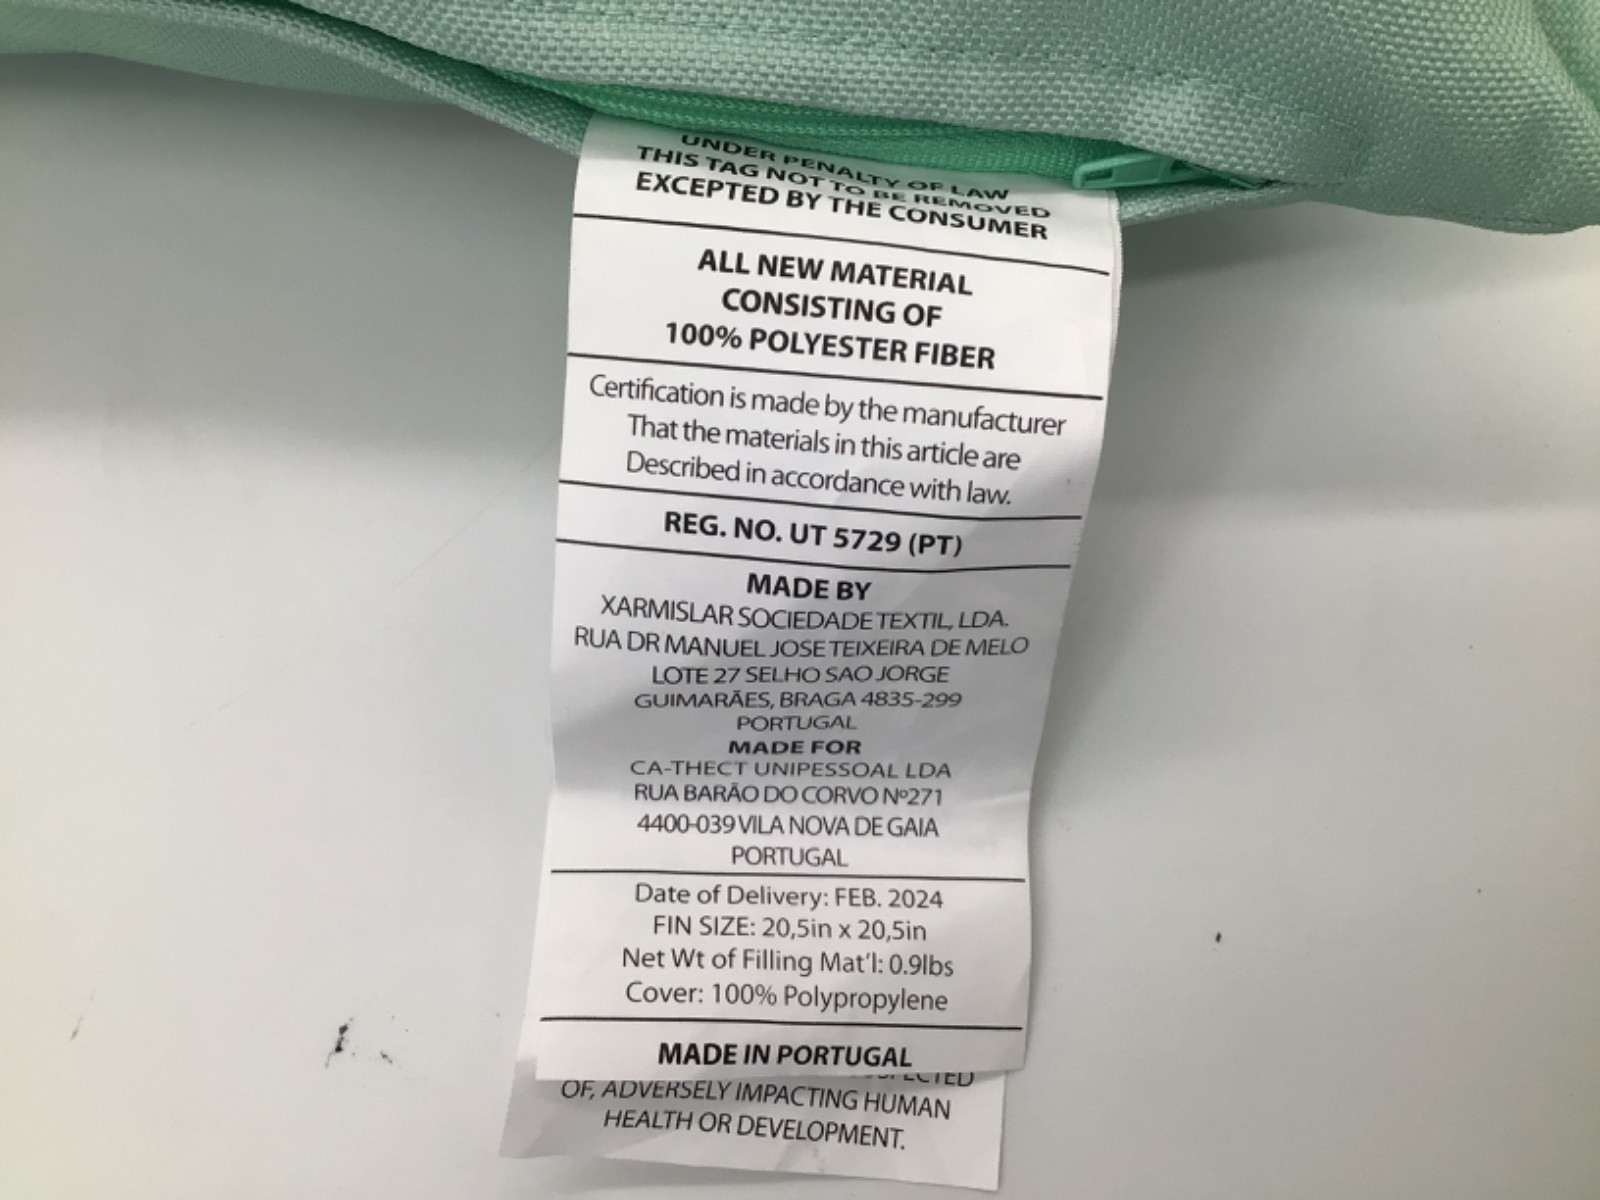 UNDER PENALTY OF LAW
THIS TAG NOT TO BE REMOVED
EXCEPTED BY THE CONSUMER
ALL NEW MATERIAL
CONSISTING OF
100% POLYESTER FIBER
Certification is made by the manufacturer
That the materials in this article are
Described in accordance with law.
REG. NO. UT 5729 (PT)
MADE BY
XARMISLAR SOCIEDADE TEXTIL, LDA.
RUA DR MANUEL JOSE TEIXEIRA DE MELO
LOTE 27 SELHO SAO JORGE
GUIMARÃES, BRAGA 4835-299
PORTUGAL
MADE FOR
CA-THECT UNIPESSOAL LDA
RUA BARÃO DO CORVO Nº271
4400-039 VILA NOVA DE GAIA
PORTUGAL
Date of Delivery: FEB. 2024
FIN SIZE: 20,5in x 20,5in
Net Wt of Filling Mat'l: 0.9lbs
Cover: 100% Polypropylene
MADE IN PORTUGAL
OF, ADVERSELY IMPACTING HUMAN
HEALTH OR DEVELOPMENT.